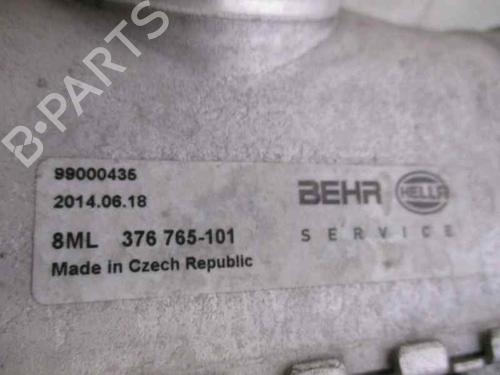 B-PARTS
99000435
2014.06.18
8ML 376 765-101
Made in Czech Republic
BEHR HELLA
SERVICE